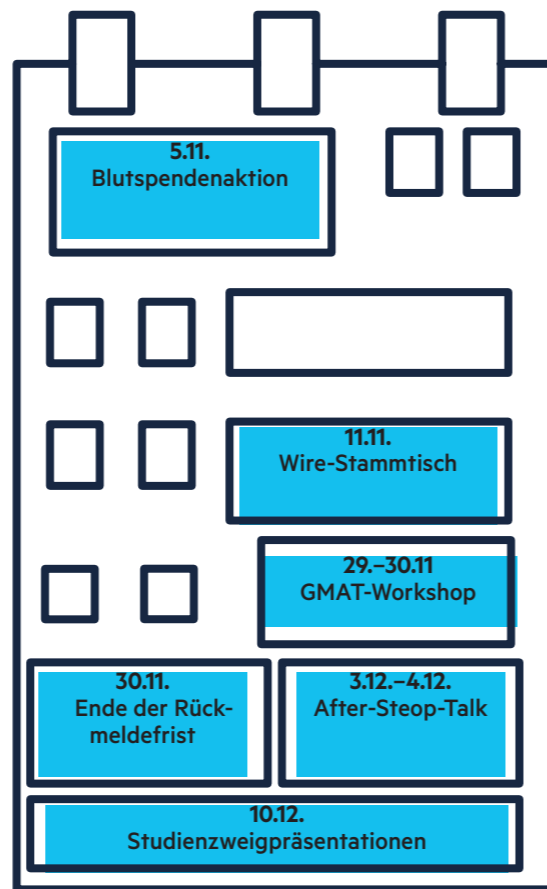 5.11.
Blutspendenaktion
11.11.
Wire-Stammtisch
29.–30.11
GMAT-Workshop
30.11.
Ende der Rück-
meldefrist
3.12.–4.12.
After-Steop-Talk
10.12.
Studienzweigpräsentationen